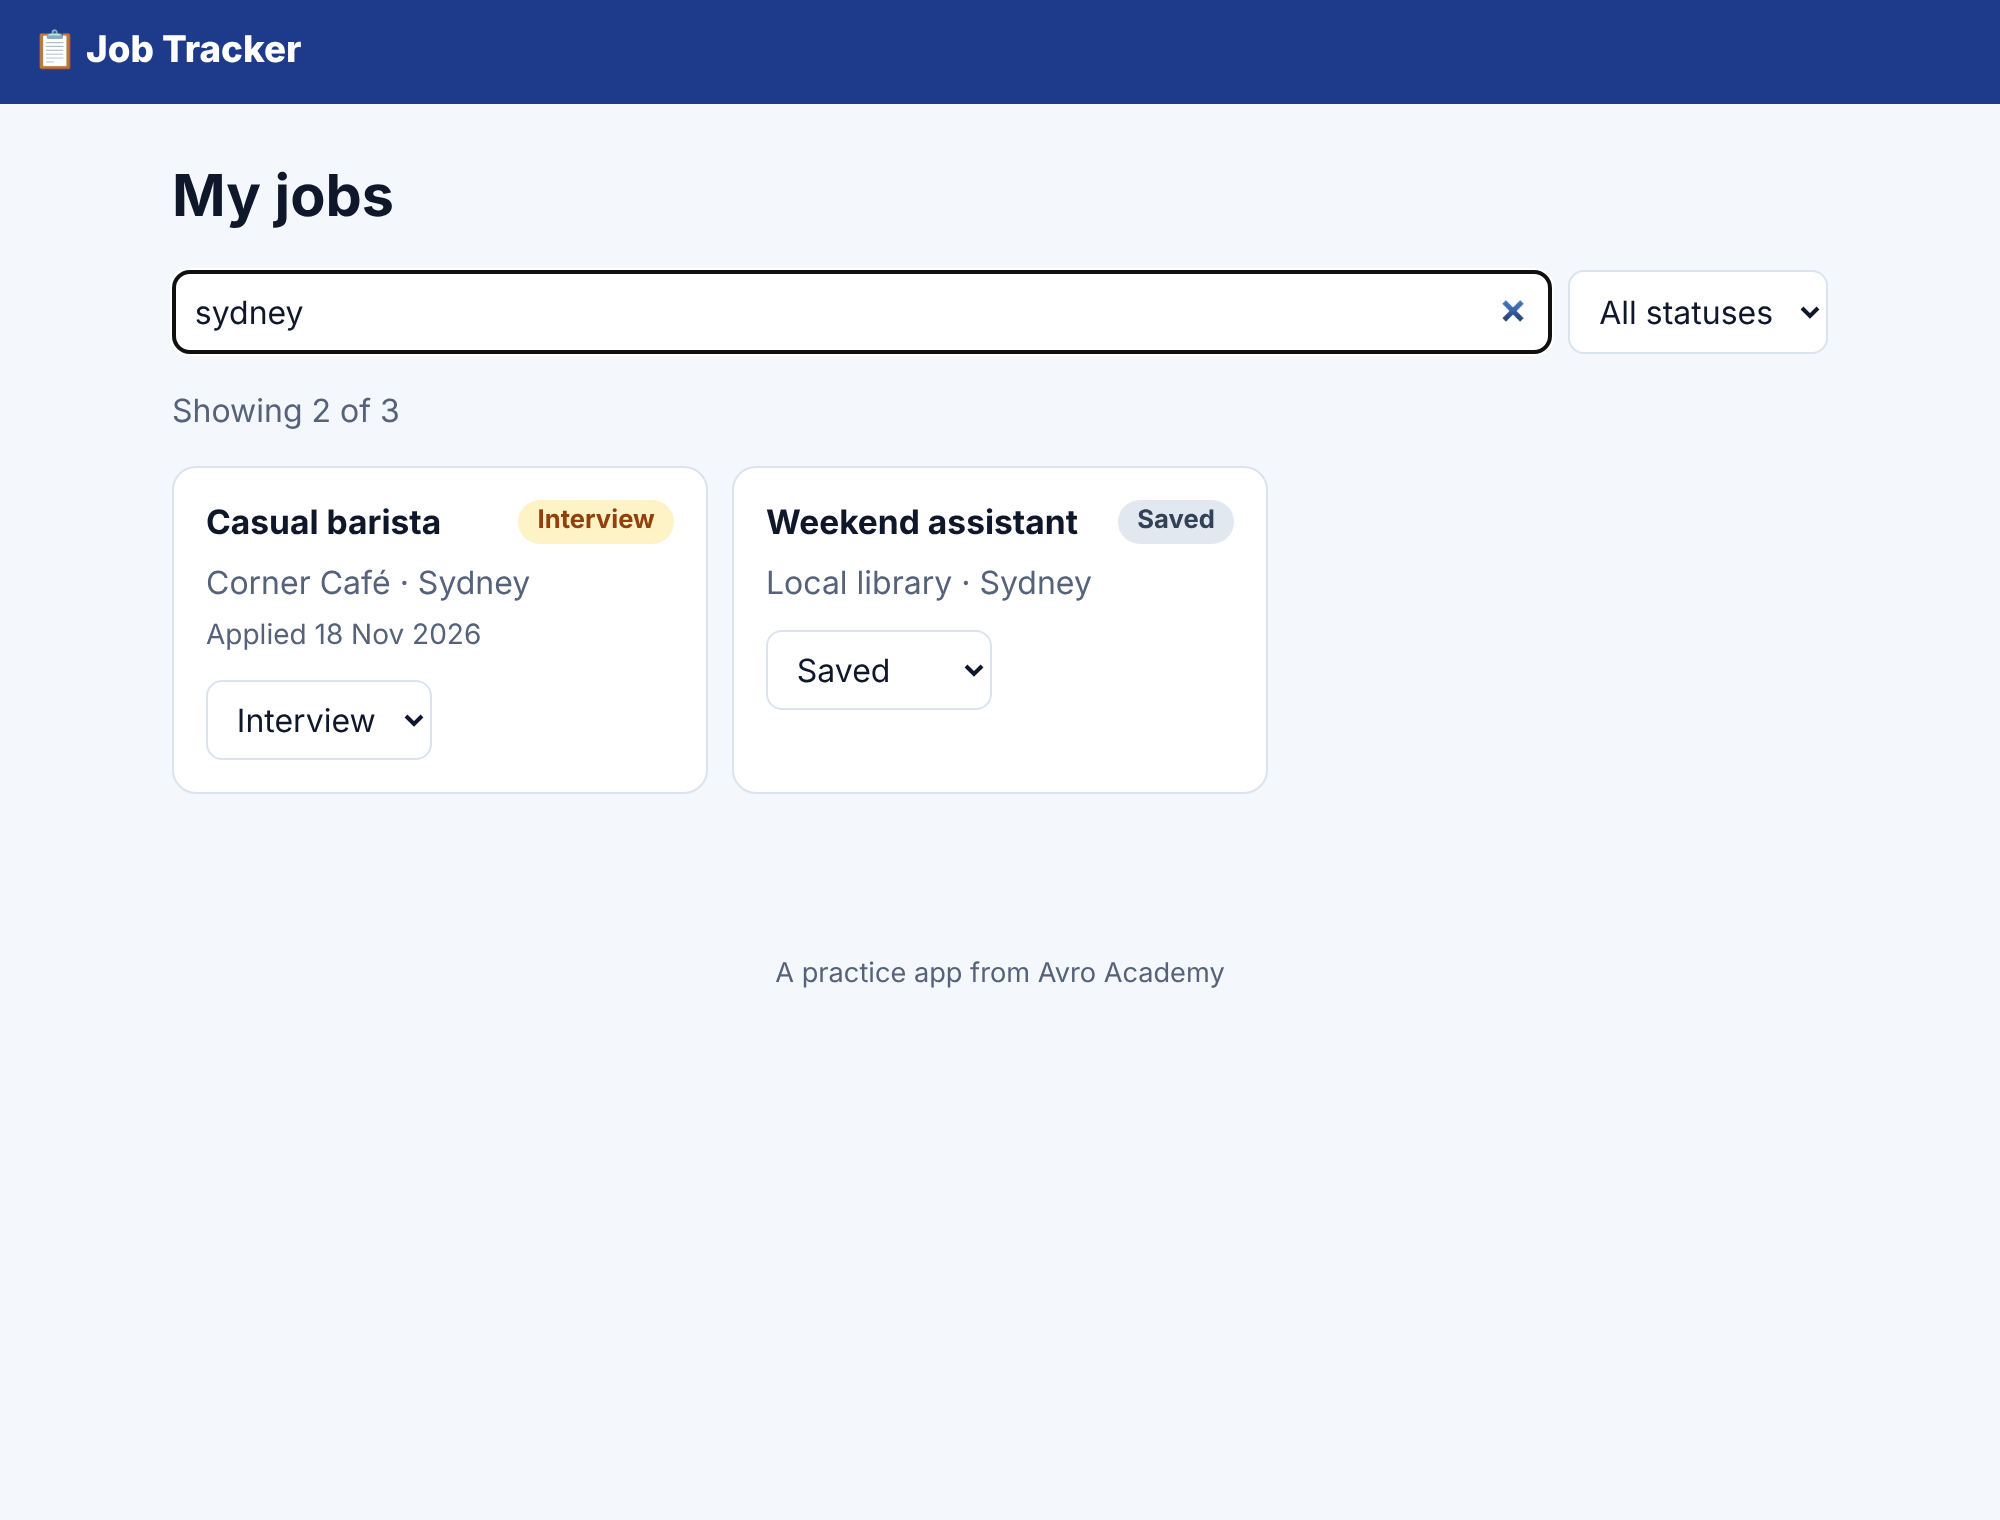 📋 Job Tracker
My jobs
sydney
All statuses
Showing 2 of 3
Casual barista
Interview
Corner Café · Sydney
Applied 18 Nov 2026
Interview
Weekend assistant
Saved
Local library · Sydney
Saved
A practice app from Avro Academy